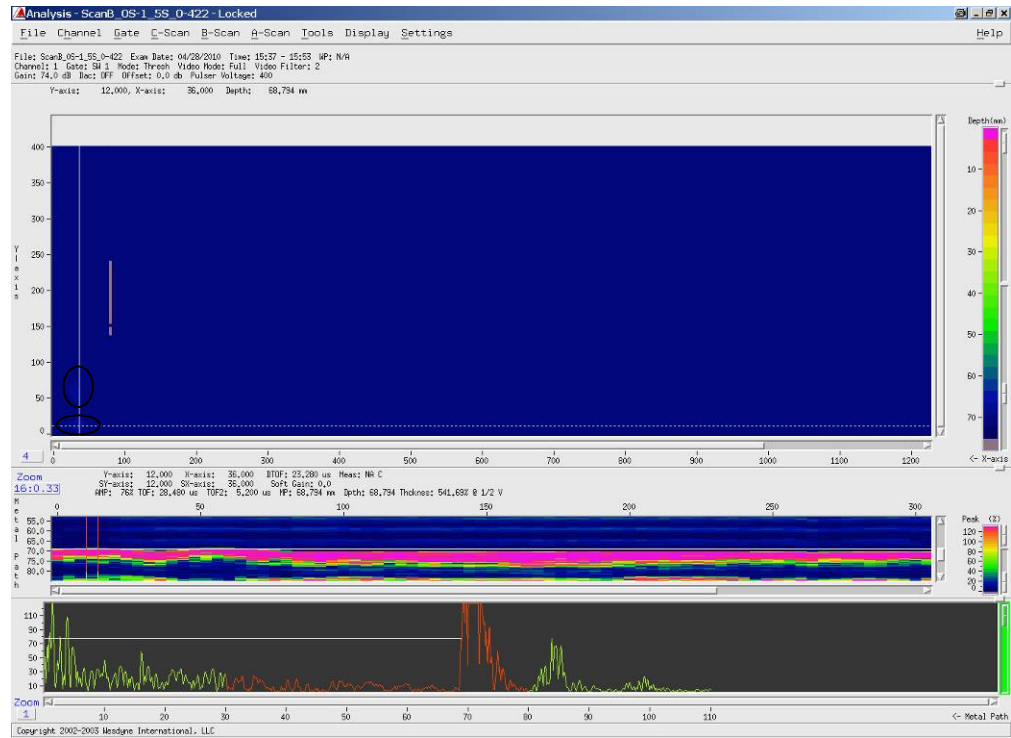 Analysis - ScanB_0S-1_5S_0-422 - Locked
File Channel Gate C-Scan B-Scan A-Scan Tools Display Settings Help
File: ScanB_0S-1_5S_0-422 Exam Date: 04/28/2010 Time: 15:37 - 15:53 WP: N/A
Channel: 1 Gate: SW 1 Mode: Thresh Video Mode: Full Video Filter: 2
Gain: 74.0 dB Dac: OFF Offset: 0.0 db Pulser Voltage: 400
Y-axis: 12.000, X-axis: 36.000 Depth: 68.794 mm
Depth(mm)
400
350
300
250
200
150
100
50
0
Y
a
x
i
s
10
20
30
40
50
60
70
4
0 100 200 300 400 500 600 700 800 900 1000 1100 1200
<- X-axis
Zoom
16:0.33
Y-axis: 12.000 X-axis: 36.000 DTOF: 23.280 us Meas: NA C
SY-axis: 12.000 SX-axis: 36.000 Soft Gain: 0.0
AMP: 76% TOF: 28.480 us TOF2: 5.200 us MP: 68.794 mm Dpth: 68.794 Thcknes: 541.69% @ 1/2 V
0 50 100 150 200 250 300
Metal Path
55.0
60.0
65.0
70.0
75.0
80.0
Peak (%)
120
100
80
60
40
20
0
110
90
70
50
30
10
A
Zoom
1
10 20 30 40 50 60 70 80 90 100 110
<- Metal Path
Copyright 2002-2003 Wesdyne International, LLC